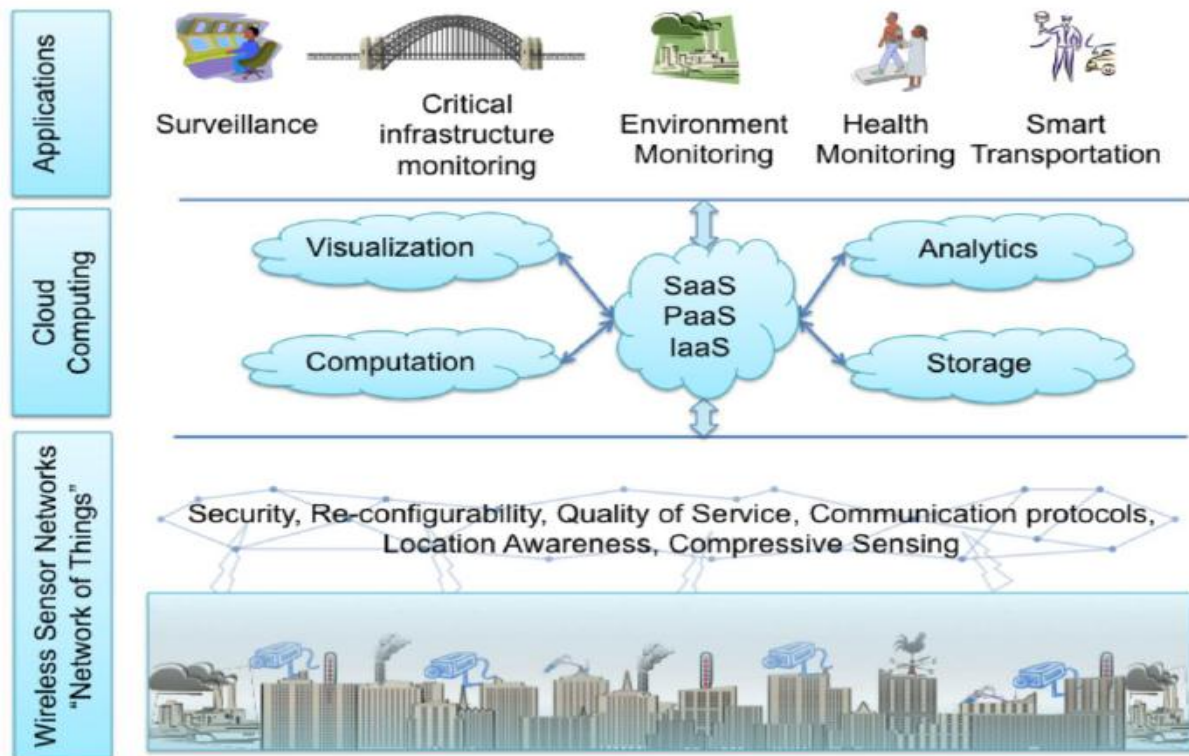 Applications
Surveillance
Critical
infrastructure
monitoring
Environment
Monitoring
Health
Monitoring
Smart
Transportation
Cloud
Computing
Visualization
Computation
SaaS
PaaS
IaaS
Analytics
Storage
Wireless Sensor Networks
“Network of Things”
Security, Re-configurability, Quality of Service, Communication protocols,
Location Awareness, Compressive Sensing